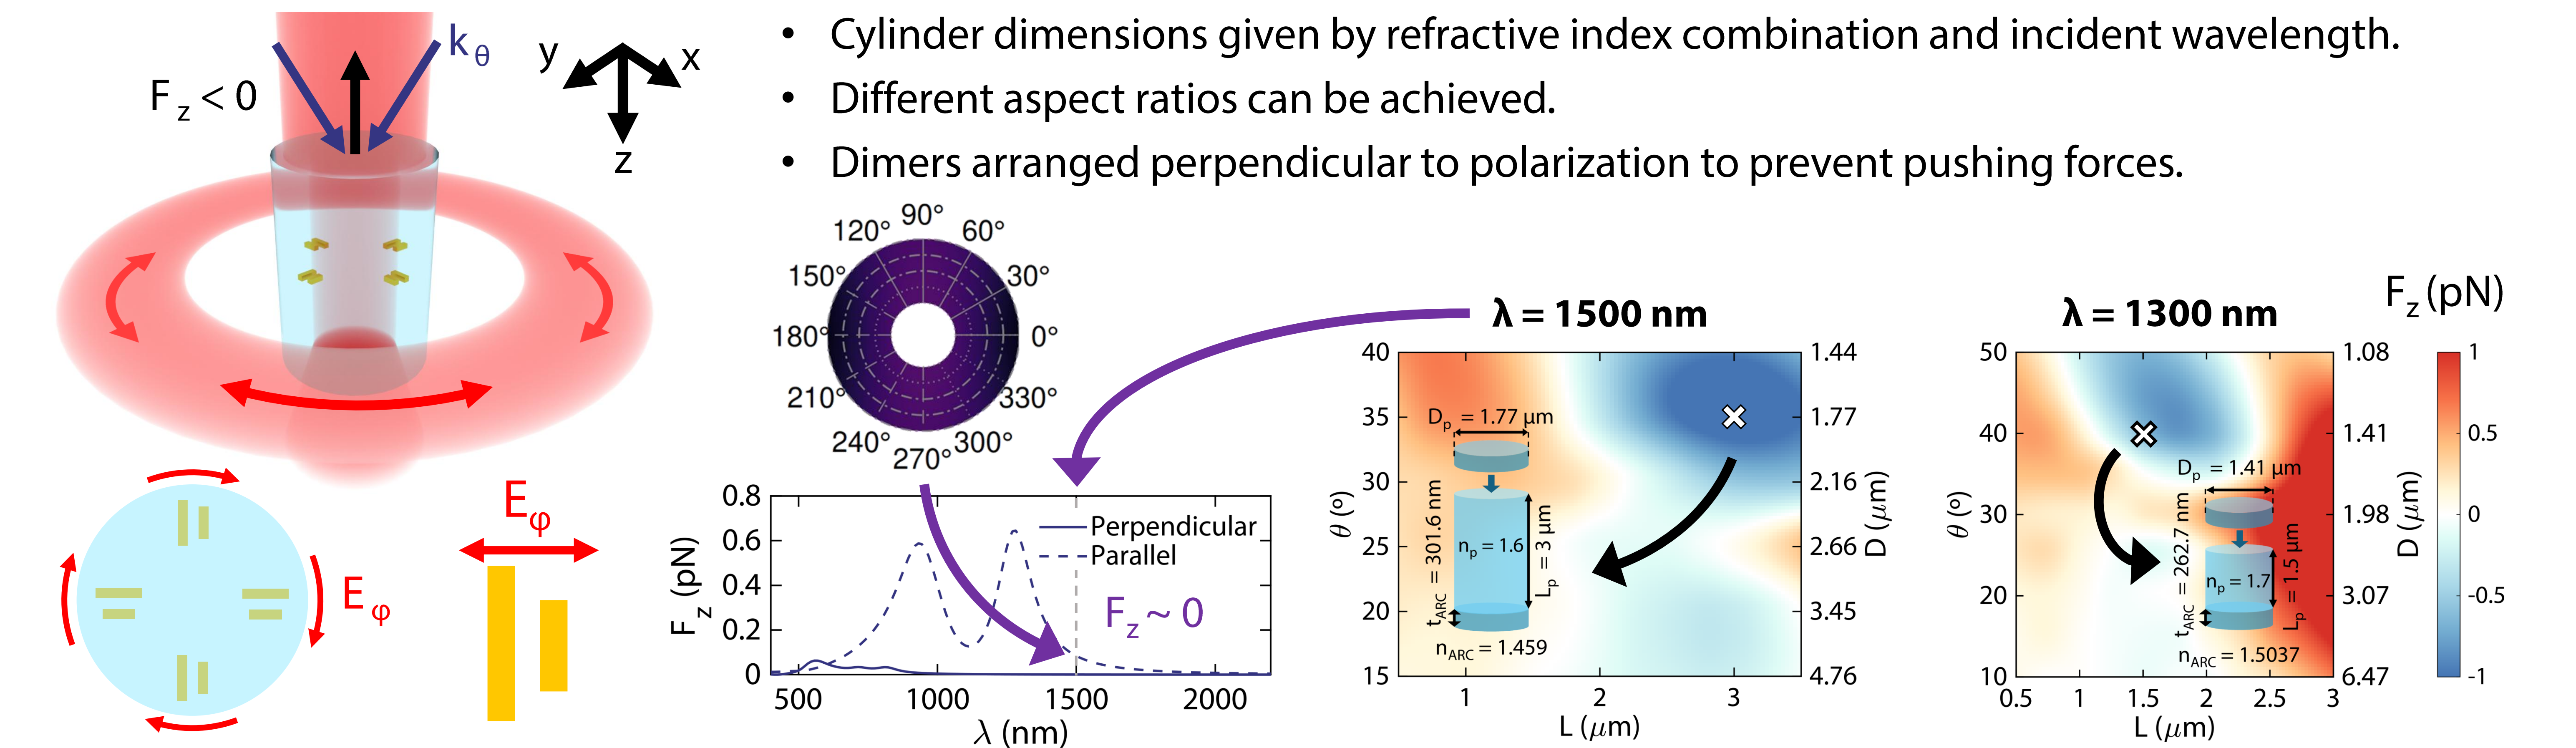 • Cylinder dimensions given by refractive index combination and incident wavelength.
• Different aspect ratios can be achieved.
• Dimers arranged perpendicular to polarization to prevent pushing forces.
F z < 0
k θ
y
x
z
E φ
E φ
90°
120° 60°
150° 30°
180° 0°
210° 330°
240° 300°
270°
F z (pN)
0.8
0.6
0.4
0.2
0
Perpendicular
Parallel
F z ~ 0
500 1000 1500 2000
λ (nm)
λ = 1500 nm
θ (º)
40
35
30
25
20
15
D p = 1.77 µm
t ARC = 301.6 nm
n p = 1.6
L p = 3 µm
n ARC = 1.459
1 2 3
L (µm)
1.44
1.77
2.16
2.66
3.45
4.76
D (µm)
λ = 1300 nm
θ (º)
50
40
30
20
10
D p = 1.41 µm
t ARC = 262.7 nm
n p = 1.7
L p = 1.5 µm
n ARC = 1.5037
0.5 1 1.5 2 2.5 3
L (µm)
1.08
1.41
1.98
3.07
6.47
D (µm)
F z (pN)
1
0.5
0
-0.5
-1